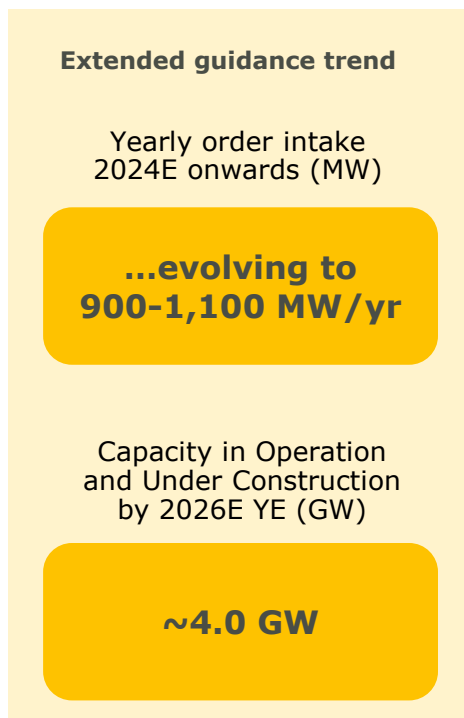 Extended guidance trend
Yearly order intake
2024E onwards (MW)
...evolving to
900-1,100 MW/yr
Capacity in Operation
and Under Construction
by 2026E YE (GW)
~4.0 GW